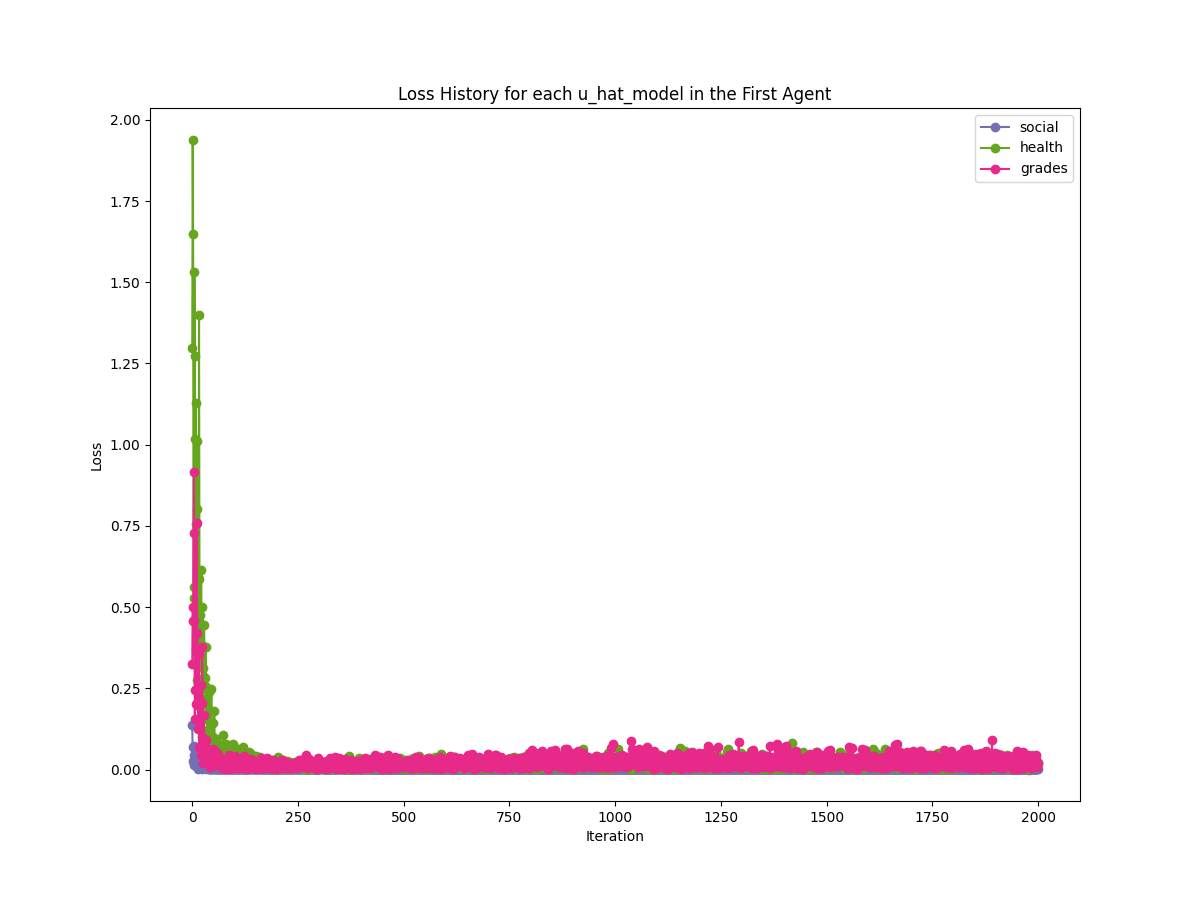 Loss History for each u_hat_model in the First Agent
social
health
grades
2.00
1.75
1.50
1.25
1.00
0.75
0.50
0.25
0.00
Loss
0 250 500 750 1000 1250 1500 1750 2000
Iteration